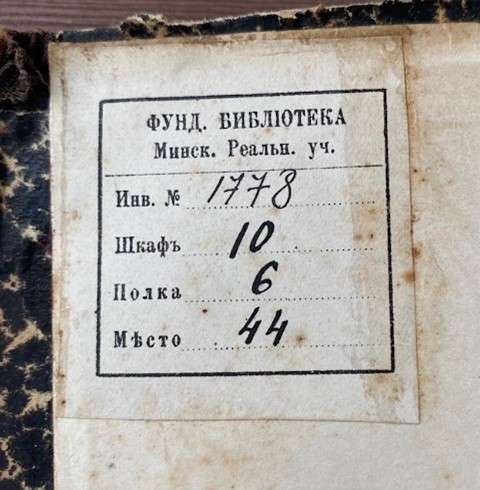 ФУНД. БИБЛІОТЕКА
Минск. Реальн. уч.
Инв. № 1778
Шкафъ 10
Полка 6
Мѣсто 44